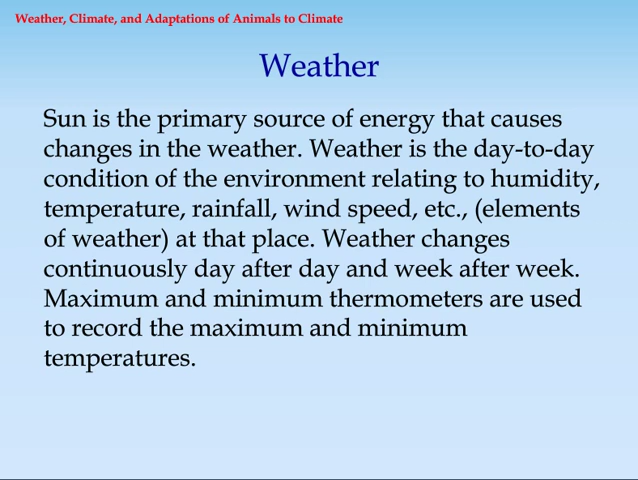 Weather, Climate, and Adaptations of Animals to Climate
Weather
Sun is the primary source of energy that causes
changes in the weather. Weather is the day-to-day
condition of the environment relating to humidity,
temperature, rainfall, wind speed, etc., (elements
of weather) at that place. Weather changes
continuously day after day and week after week.
Maximum and minimum thermometers are used
to record the maximum and minimum
temperatures.